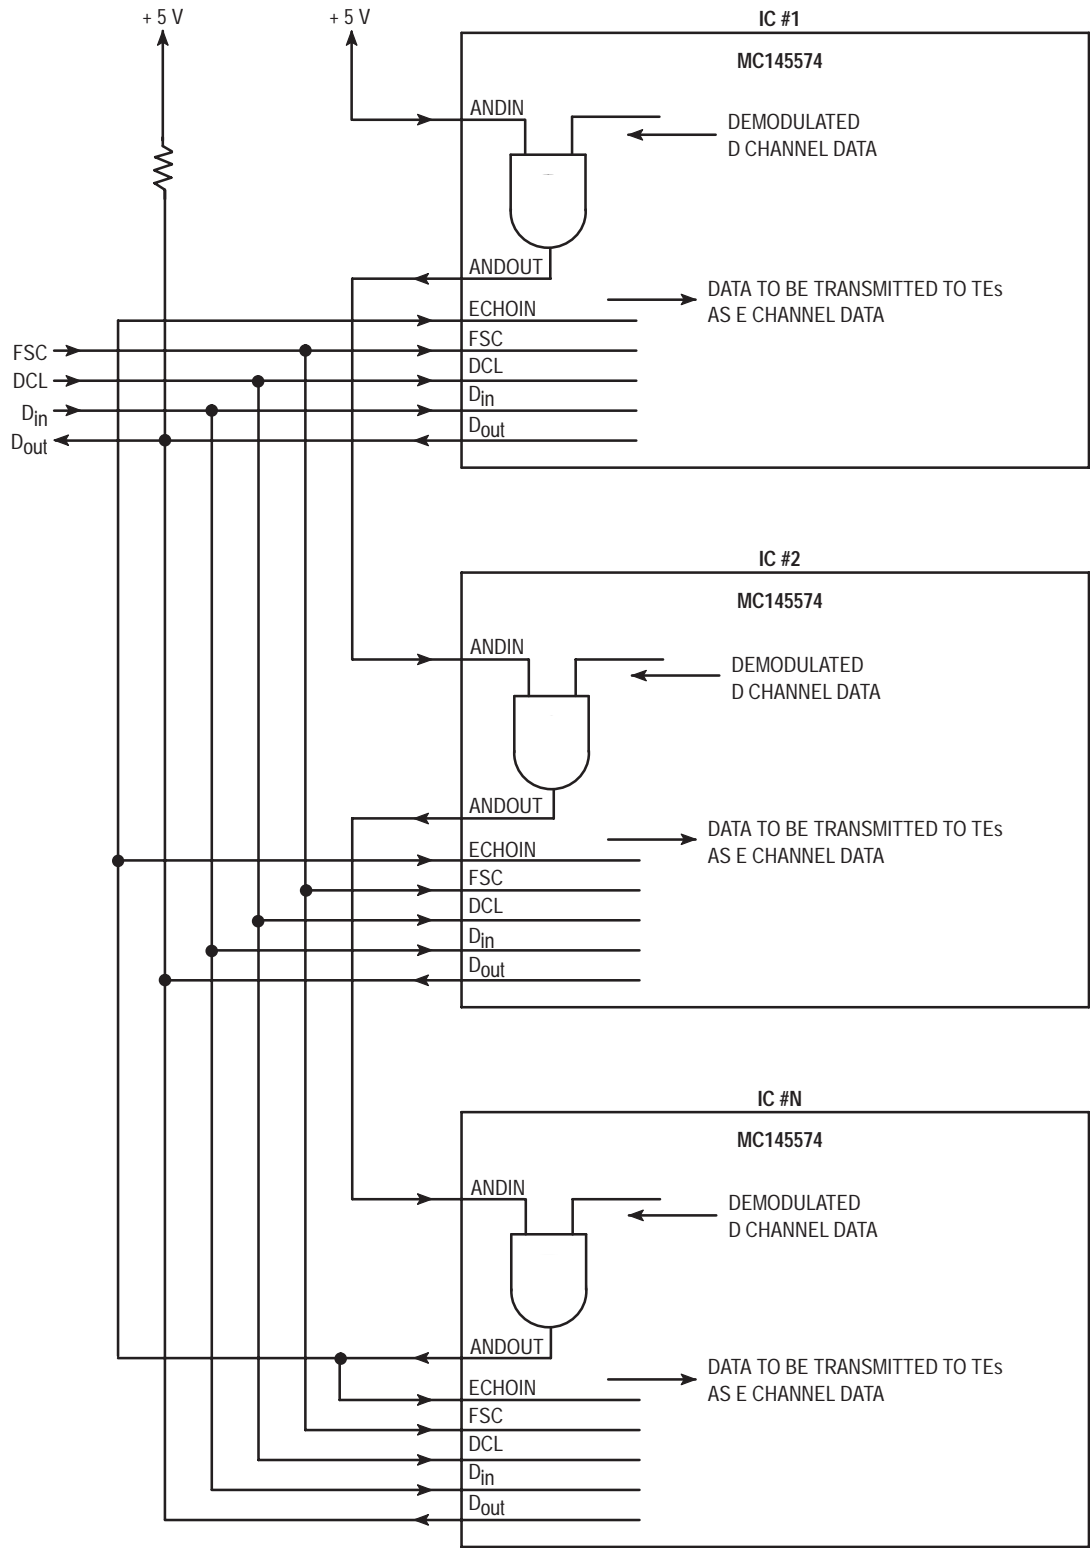 + 5 V
+ 5 V
IC #1
MC145574
ANDIN
DEMODULATED
D CHANNEL DATA
ANDOUT
DATA TO BE TRANSMITTED TO TEs
AS E CHANNEL DATA
ECHOIN
FSC
FSC
DCL
DCL
Din
Din
Dout
Dout
IC #2
MC145574
ANDIN
DEMODULATED
D CHANNEL DATA
ANDOUT
DATA TO BE TRANSMITTED TO TEs
AS E CHANNEL DATA
ECHOIN
FSC
DCL
Din
Dout
IC #N
MC145574
ANDIN
DEMODULATED
D CHANNEL DATA
ANDOUT
DATA TO BE TRANSMITTED TO TEs
AS E CHANNEL DATA
ECHOIN
FSC
DCL
Din
Dout